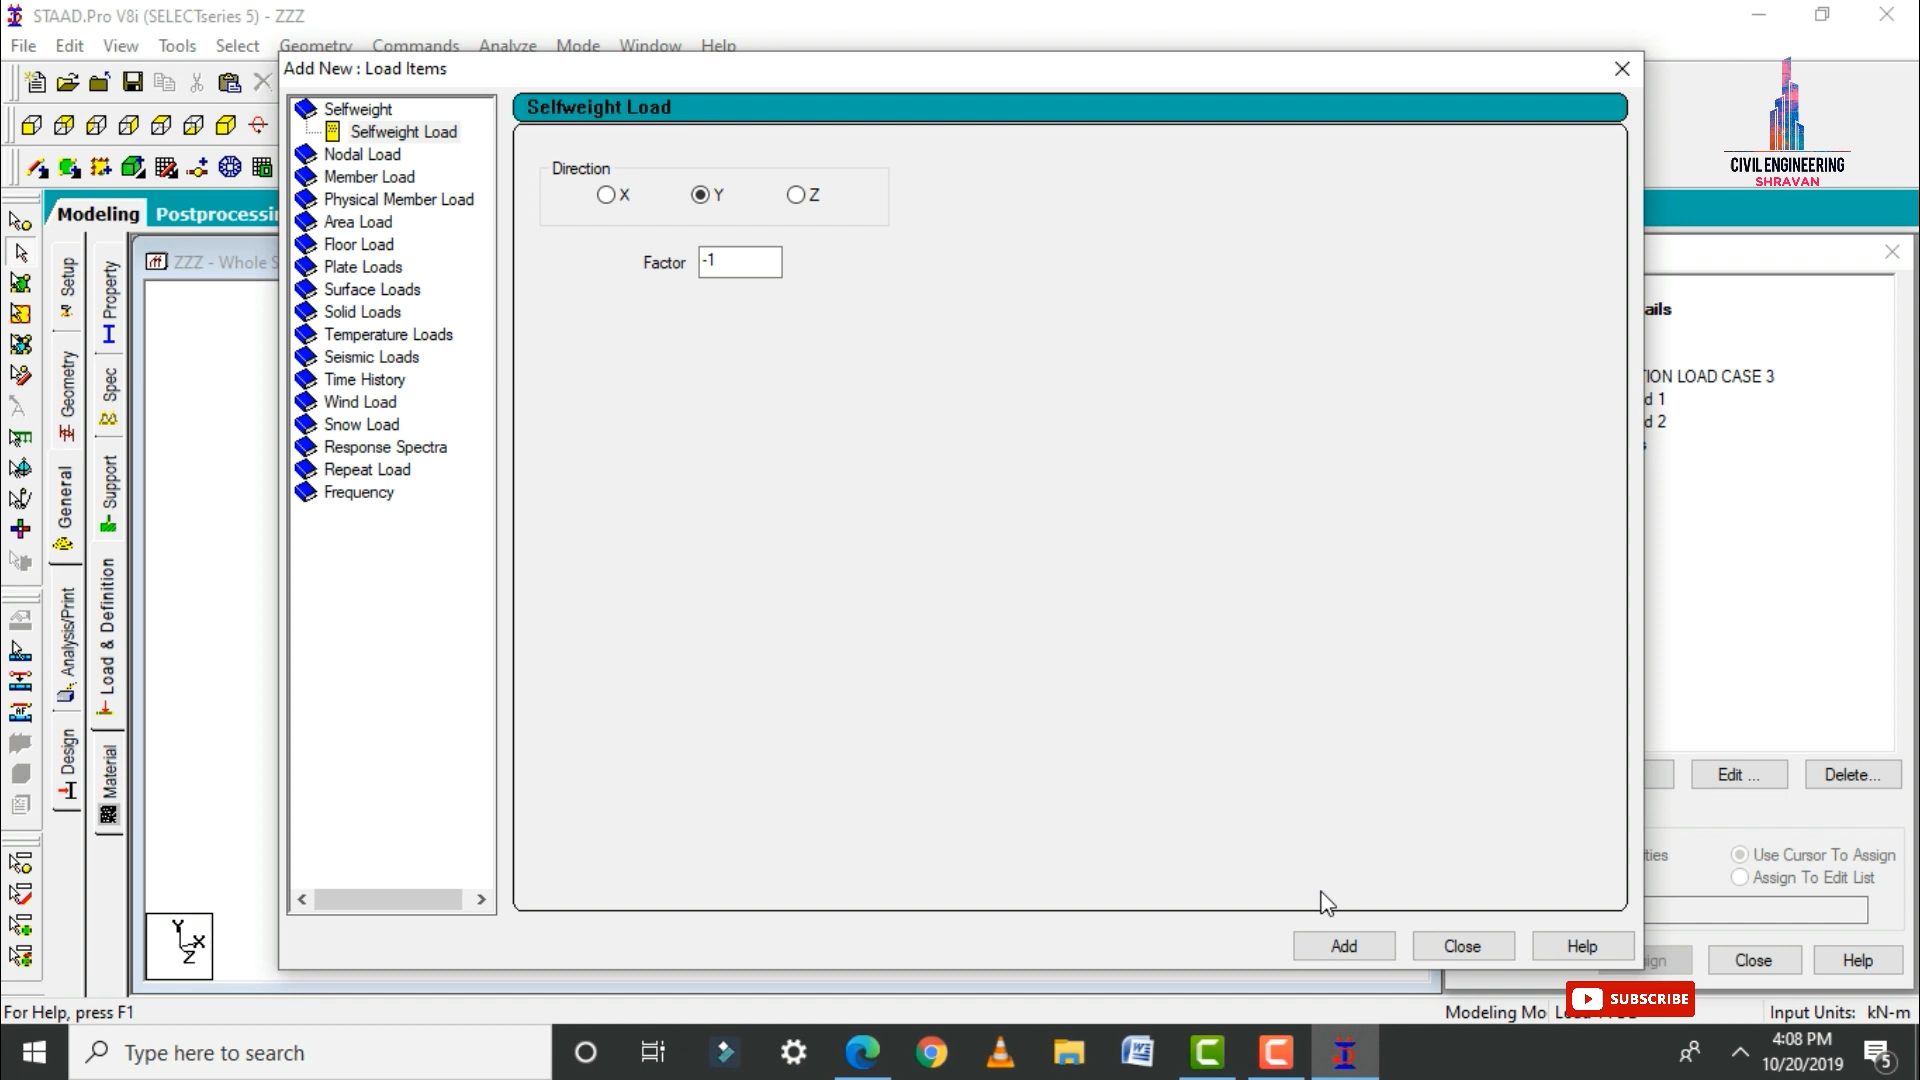 STAAD.Pro V8i (SELECTseries 5) - ZZZ
File Edit View Tools Select Geometry Commands Analyze Mode Window Help
Add New : Load Items
CIVIL ENGINEERING
SHRAVAN
Modeling
Postprocessin
ZZZ - Whole S
Setup
Geometry
General
Analysis/Print
Design
Property
Spec
Support
Load & Definition
Material
Selfweight
Selfweight Load
Nodal Load
Member Load
Physical Member Load
Area Load
Floor Load
Plate Loads
Surface Loads
Solid Loads
Temperature Loads
Seismic Loads
Time History
Wind Load
Snow Load
Response Spectra
Repeat Load
Frequency
Selfweight Load
Direction
X Y Z
Factor -1
Add Close Help
ails
ION LOAD CASE 3
d 1
d 2
Edit ... Delete...
ties
Use Cursor To Assign
Assign To Edit List
ign Close Help
Y
X
Z
AF
SUBSCRIBE
For Help, press F1
Modeling Mo
Input Units: kN-m
Type here to search
4:08 PM
10/20/2019
5